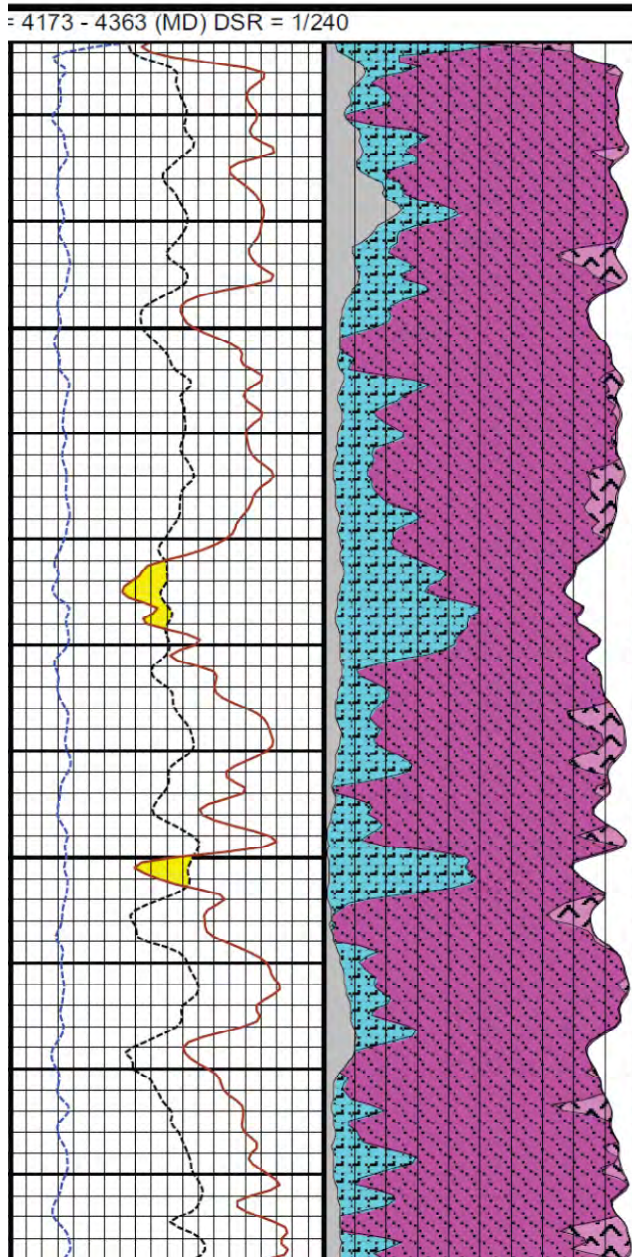 = 4173 - 4363 (MD) DSR = 1/240